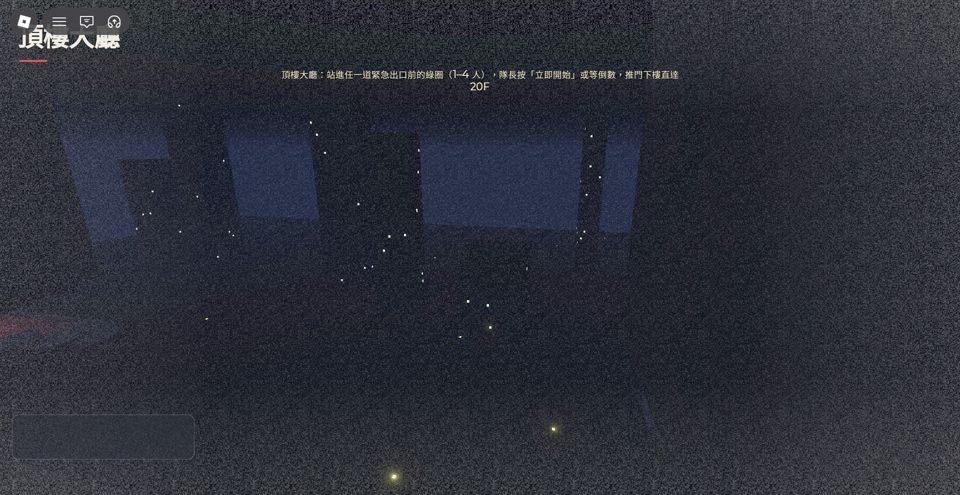 頂樓大廳
頂樓大廳：站進任一道緊急出口前的綠圈（1–4 人），隊長按「立即開始」或等倒數，推門下樓直達
20F